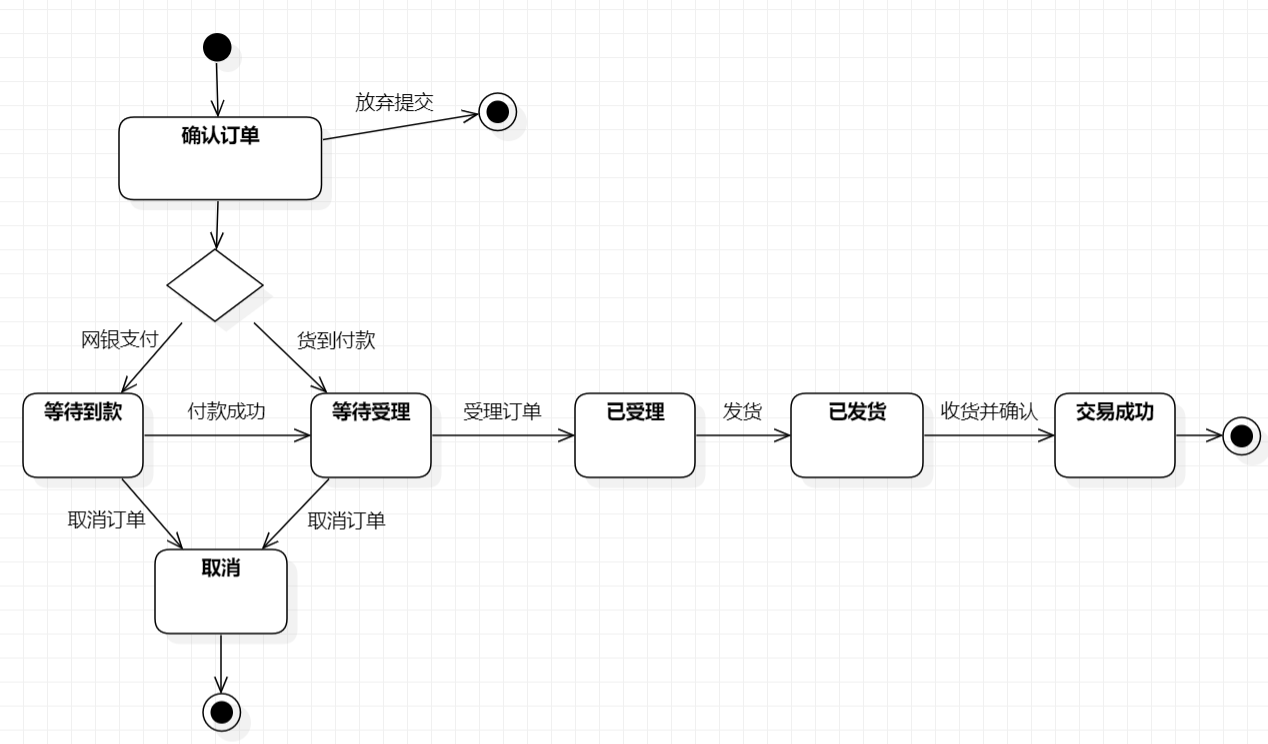 放弃提交
确认订单
网银支付
货到付款
等待到款
付款成功
等待受理
受理订单
已受理
发货
已发货
收货并确认
交易成功
取消订单
取消订单
取消